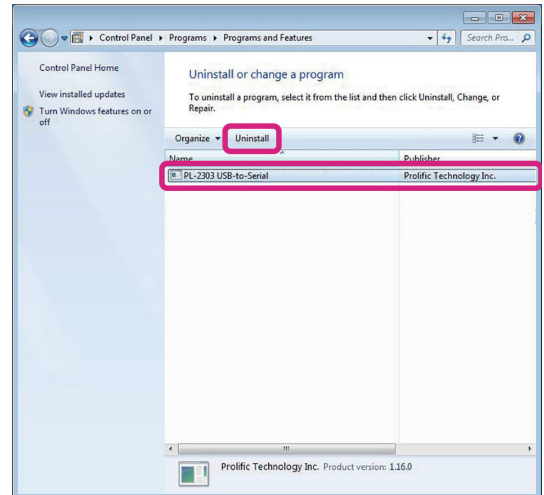 Control Panel ▸ Programs ▸ Programs and Features
Search Pro...
Control Panel Home
View installed updates
Turn Windows features on or
off
Uninstall or change a program
To uninstall a program, select it from the list and then click Uninstall, Change, or
Repair.
Organize Uninstall
Name Publisher
PL-2303 USB-to-Serial Prolific Technology Inc.
Prolific Technology Inc. Product version: 1.16.0